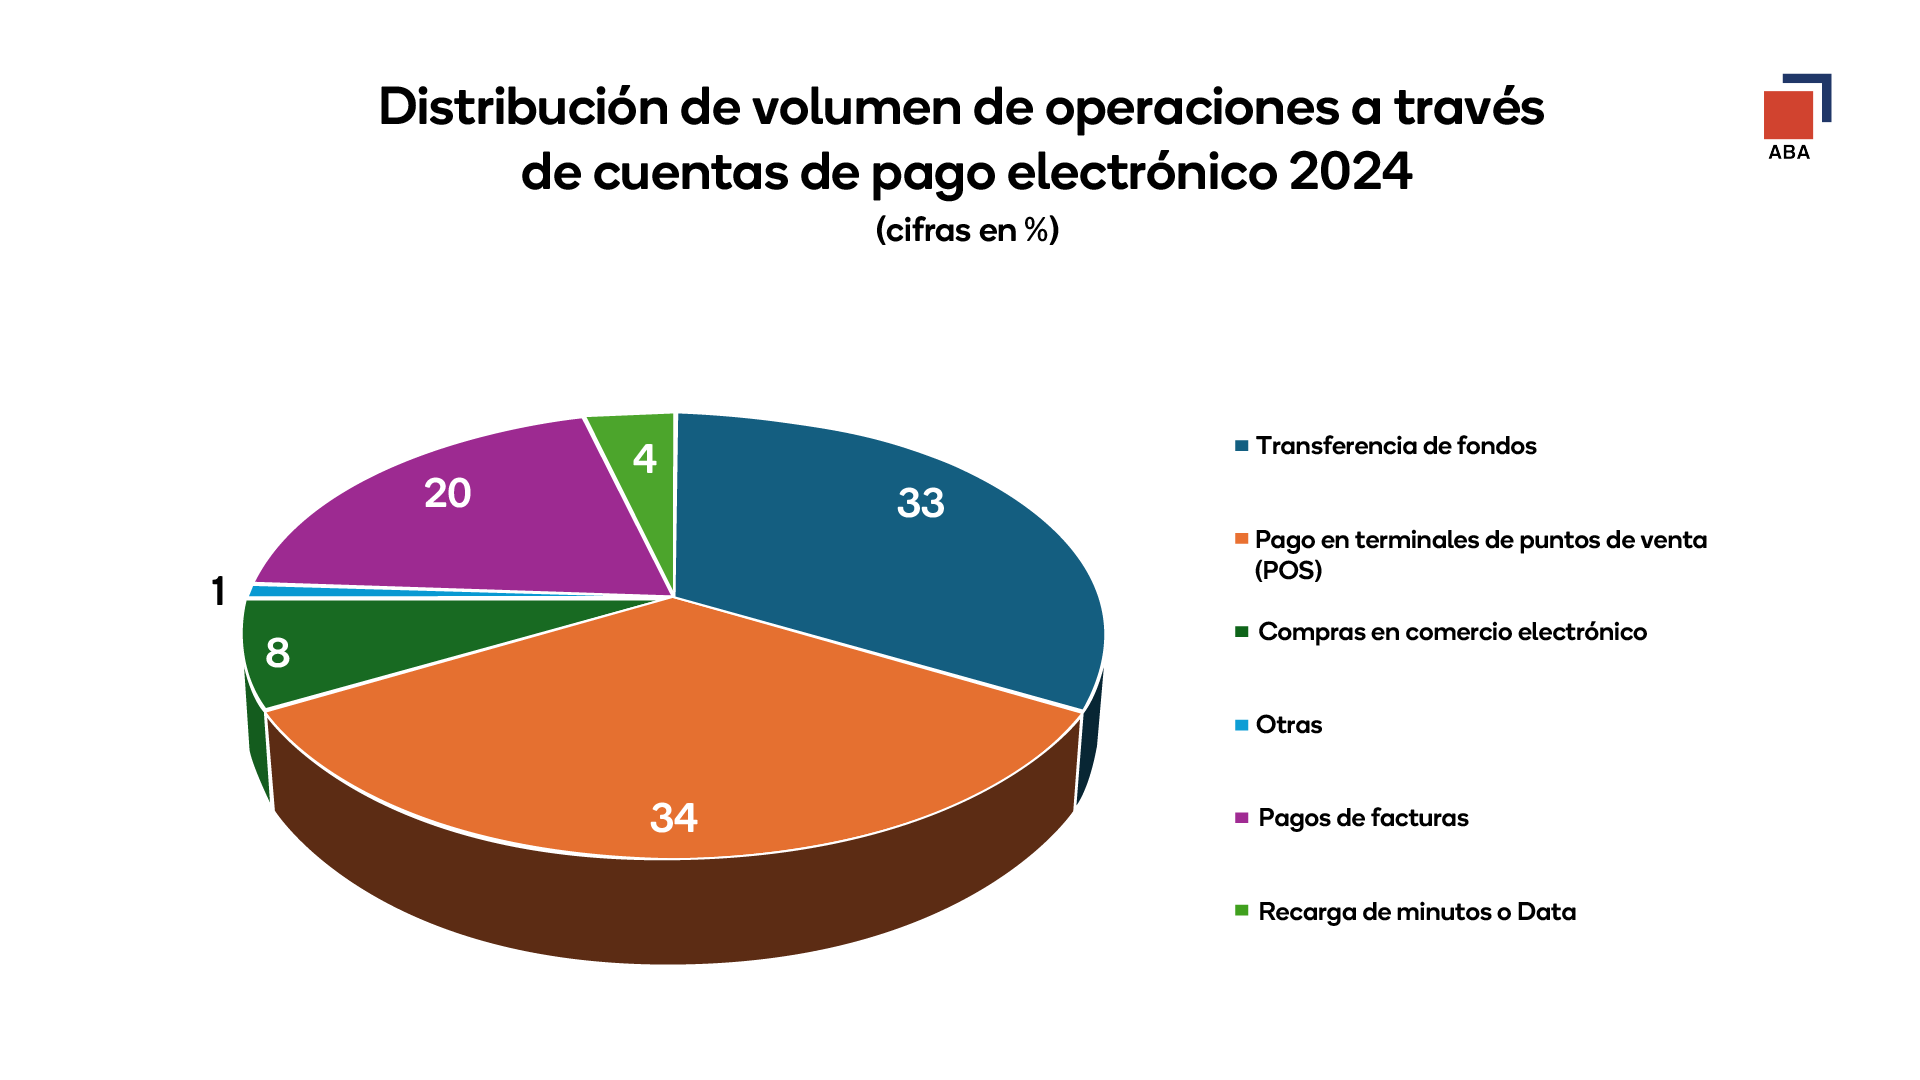 Distribución de volumen de operaciones a través
de cuentas de pago electrónico 2024
(cifras en %)
ABA
4
33
20
1
8
34
Transferencia de fondos
Pago en terminales de puntos de venta
(POS)
Compras en comercio electrónico
Otras
Pagos de facturas
Recarga de minutos o Data